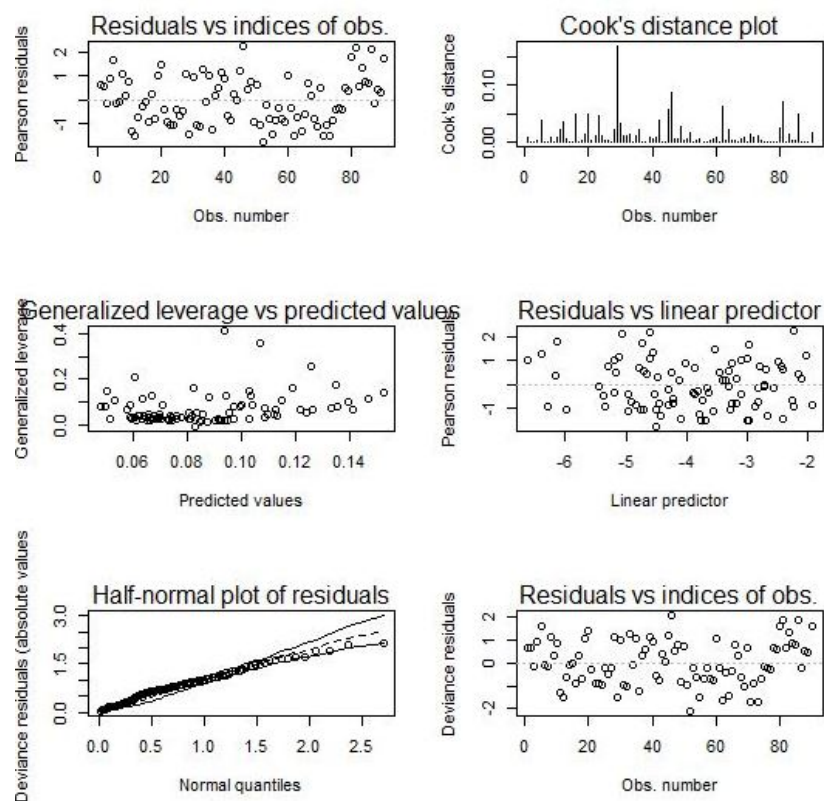 Residuals vs indices of obs.
Pearson residuals
-1 1 2
0 20 40 60 80
Obs. number
Cook's distance plot
Cook's distance
0.00 0.10
0 20 40 60 80
Obs. number
Generalized leverage vs predicted values
Generalized leverage
0.0 0.2 0.4
0.06 0.08 0.10 0.12 0.14
Predicted values
Residuals vs linear predictor
Pearson residuals
-1 1 2
-6 -5 -4 -3 -2
Linear predictor
Half-normal plot of residuals
Deviance residuals (absolute values
0.0 1.5 3.0
0.0 0.5 1.0 1.5 2.0 2.5
Normal quantiles
Residuals vs indices of obs.
Deviance residuals
-2 0 1 2
0 20 40 60 80
Obs. number